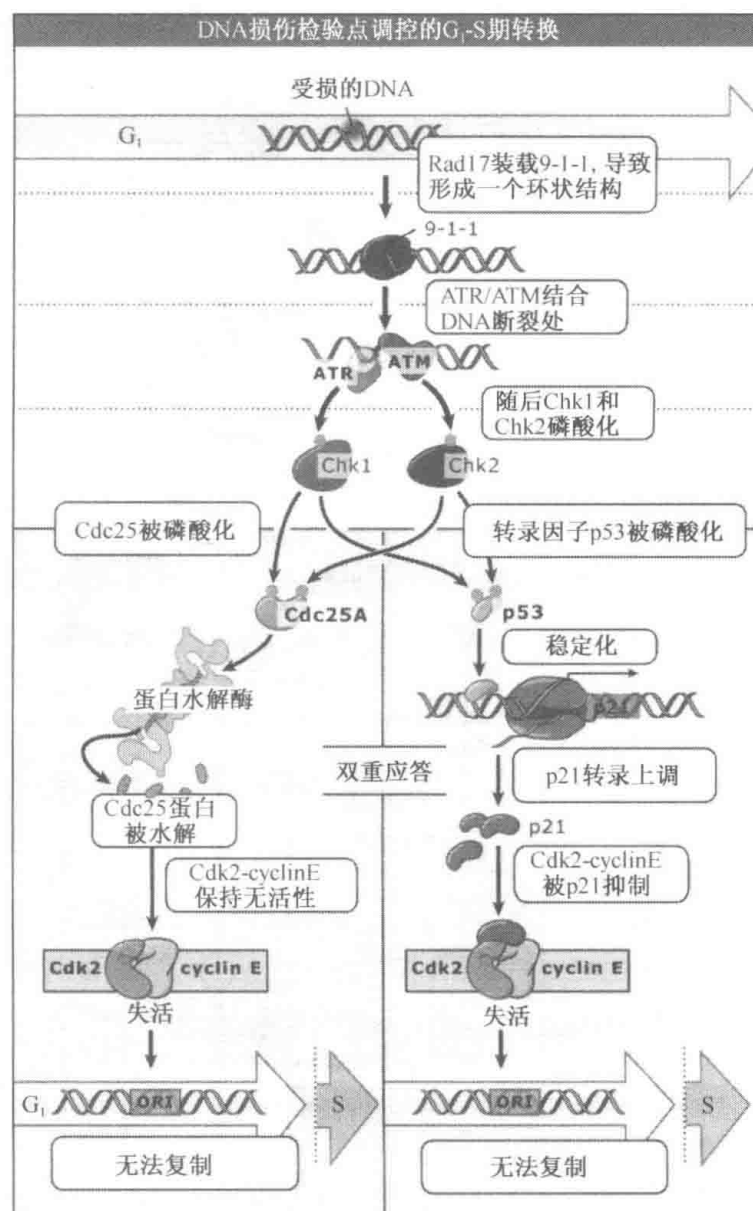 DNA损伤检验点调控的G₁-S期转换
受损的DNA
G₁
Rad17装载9-1-1, 导致
形成一个环状结构
9-1-1
ATR/ATM结合
DNA断裂处
ATR
ATM
随后Chk1和
Chk2磷酸化
Chk1
Chk2
Cdc25被磷酸化
转录因子p53被磷酸化
Cdc25A
p53
稳定化
蛋白水解酶
p21
双重应答
p21转录上调
Cdc25蛋白
被水解
p21
Cdk2-cyclinE
保持无活性
Cdk2-cyclinE
被p21抑制
Cdk2
cyclin E
Cdk2
cyclin E
失活
失活
G₁
ORI
S
ORI
S
无法复制
无法复制